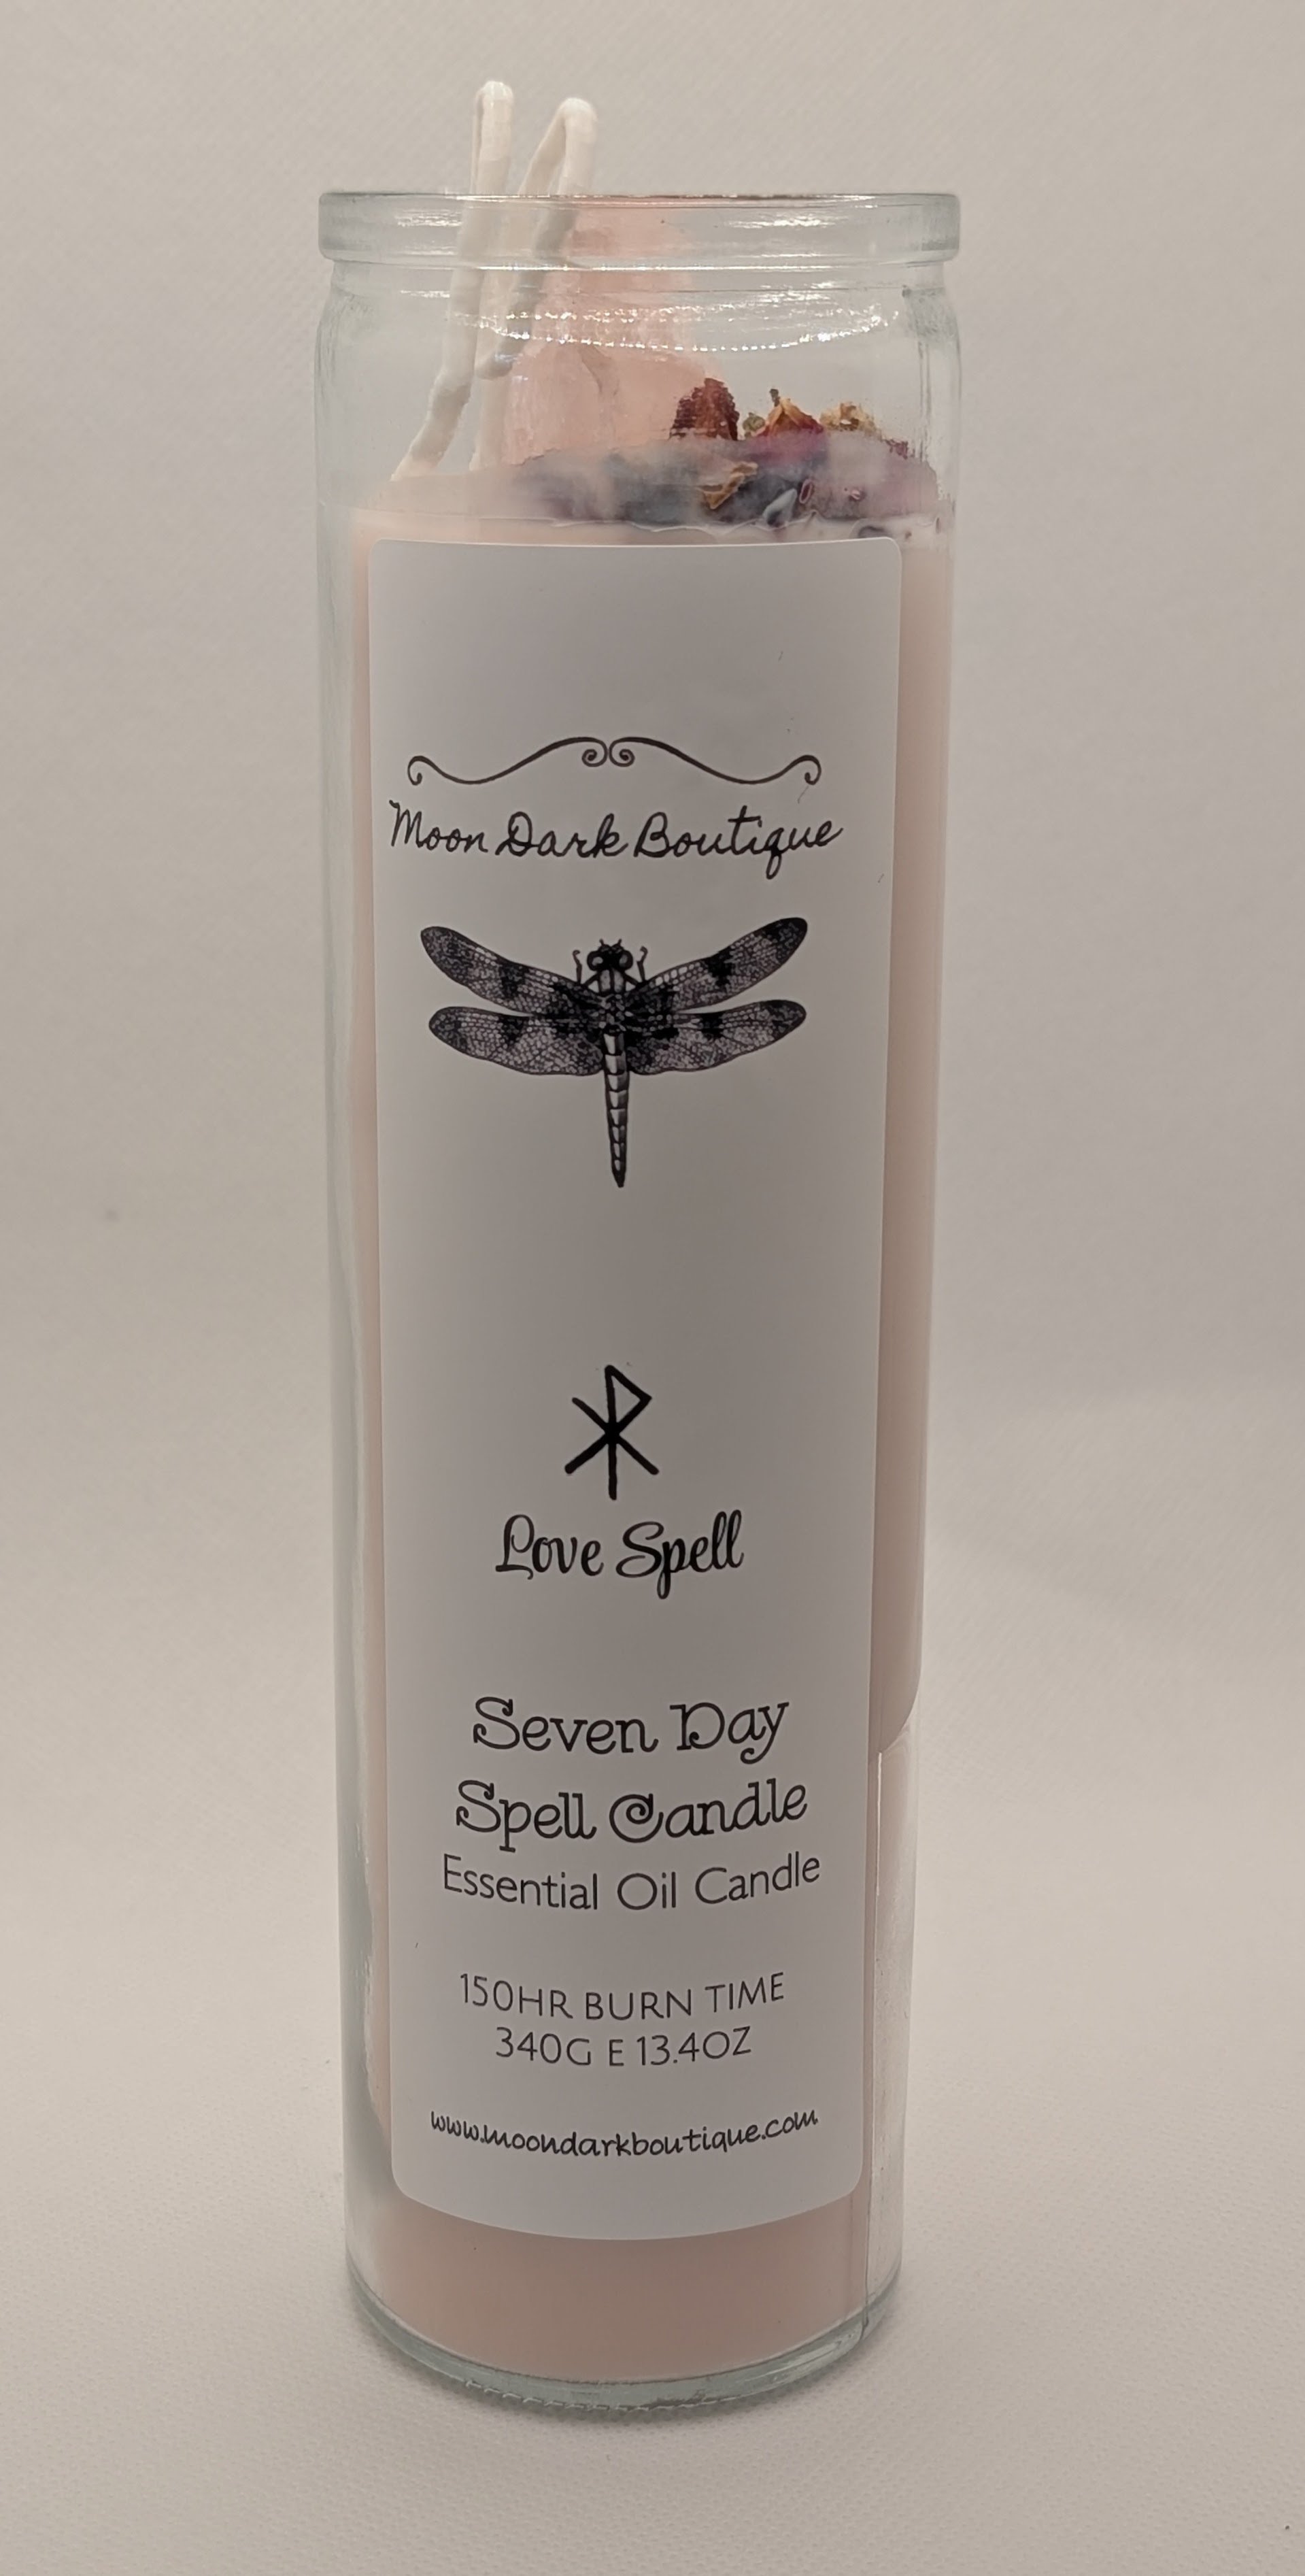 Moon Dark Boutique
Love Spell
Seven Day
Spell Candle
Essential Oil Candle
150HR BURN TIME
340G E 13.4OZ
www.moondarkboutique.com